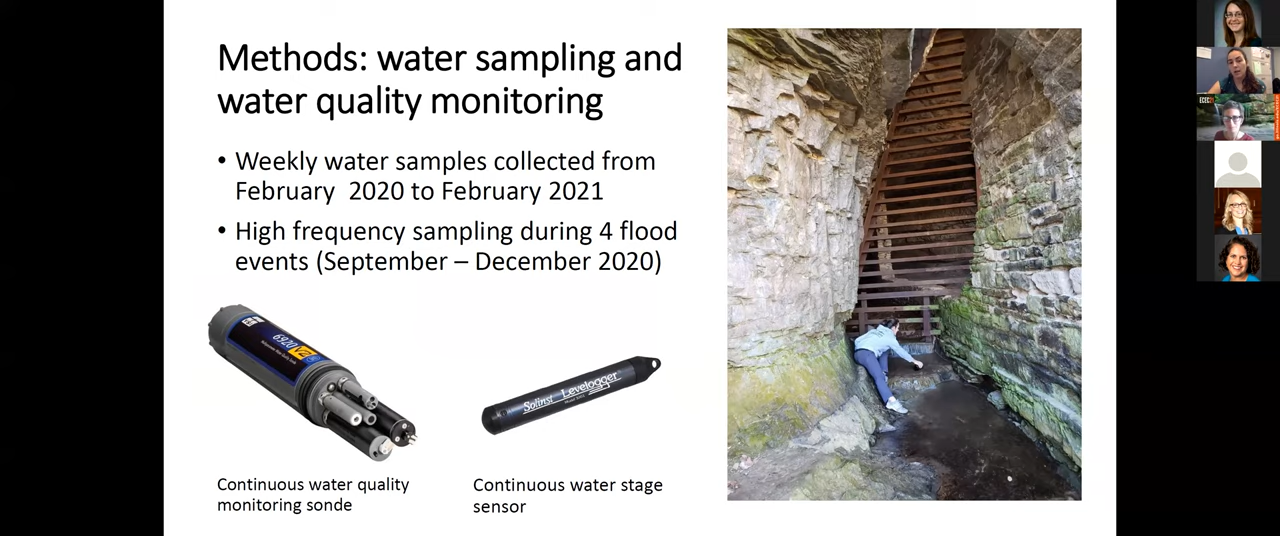 Methods: water sampling and
water quality monitoring
• Weekly water samples collected from
February  2020 to February 2021
• High frequency sampling during 4 flood
events (September – December 2020)
6920 V2
Solinst Levelogger
Continuous water quality
monitoring sonde
Continuous water stage
sensor